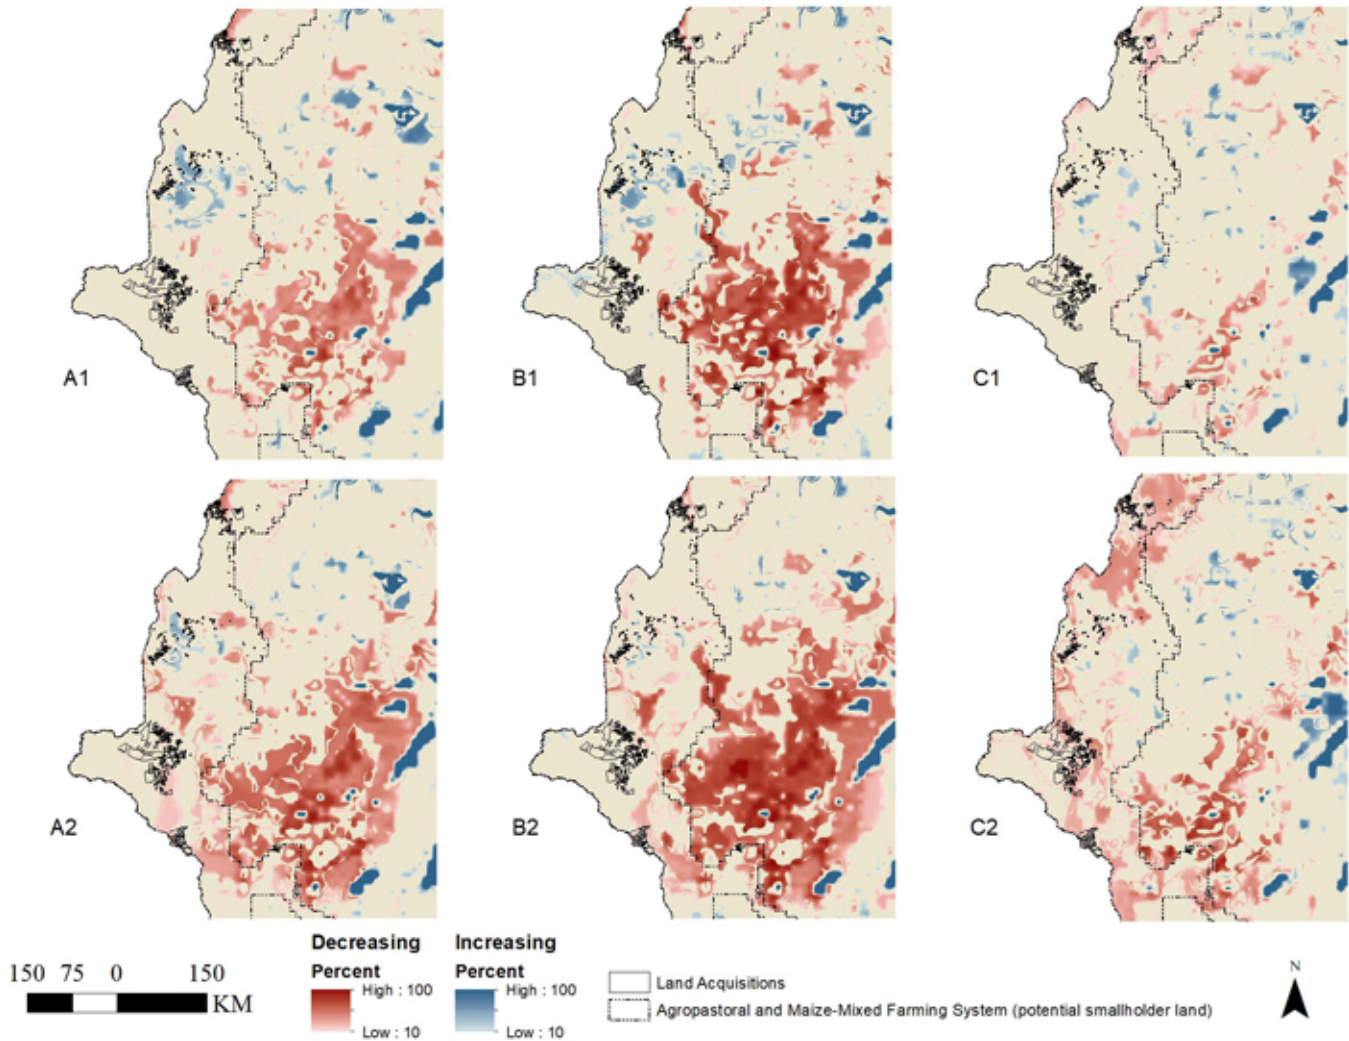 A1
B1
C1
A2
B2
C2
150 75 0 150
KM
Decreasing
Percent
High : 100
Low : 10
Increasing
Percent
High : 100
Low : 10
Land Acquisitions
Agropastoral and Maize-Mixed Farming System (potential smallholder land)
N